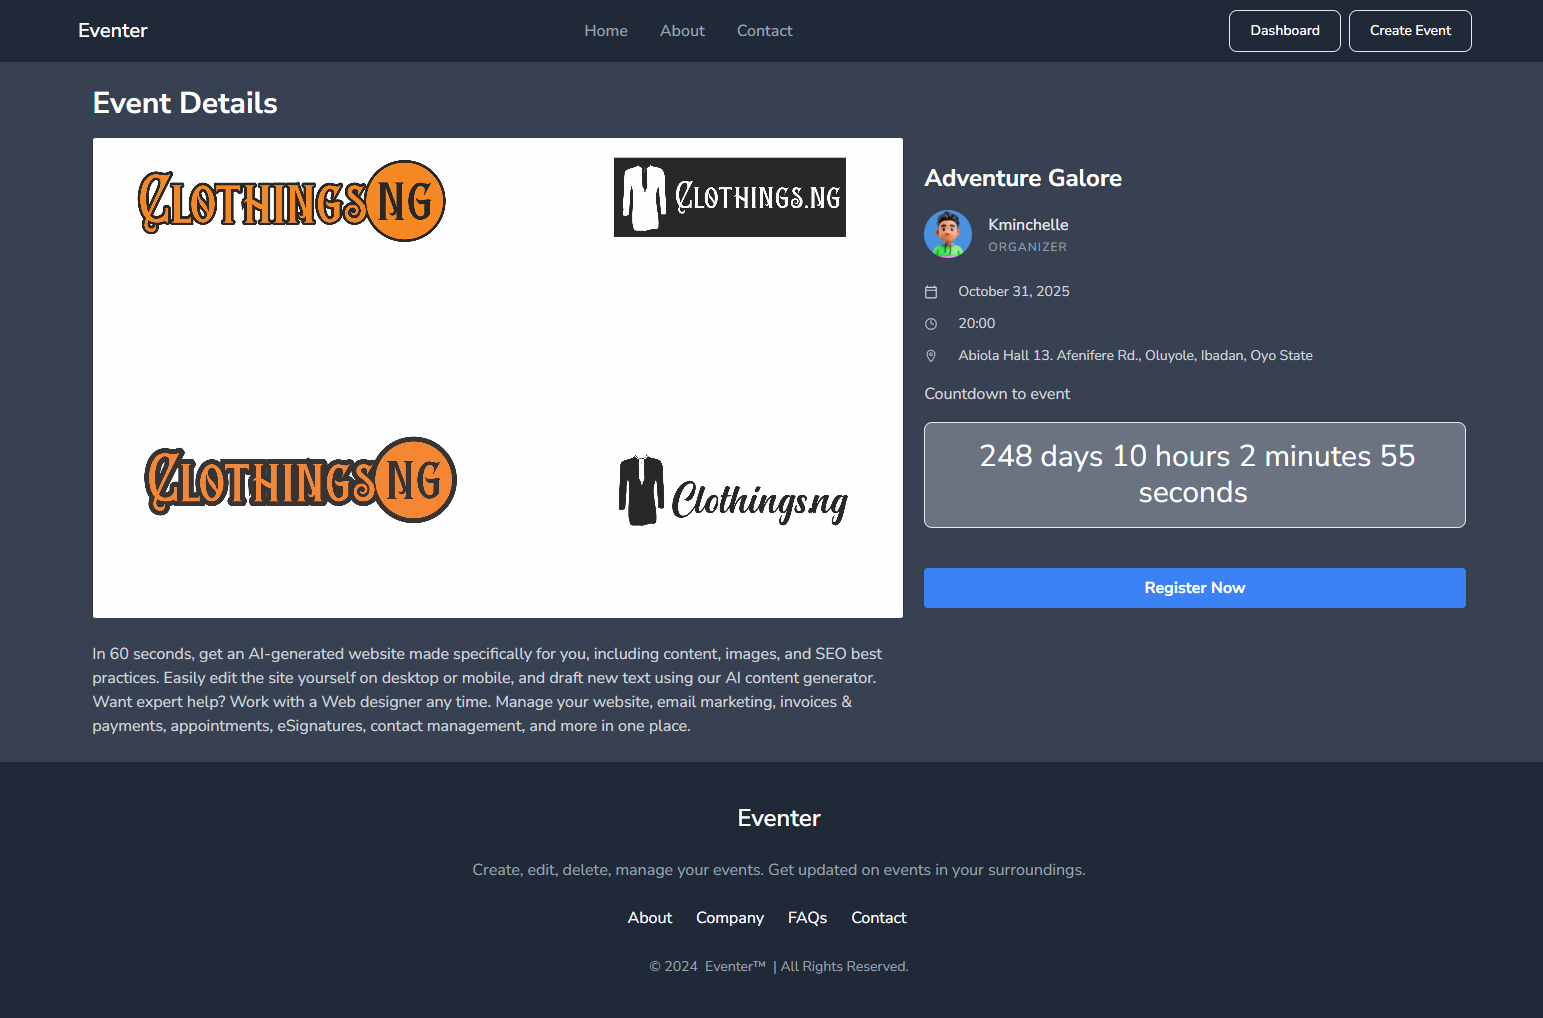 Eventer
Home
About
Contact
Dashboard
Create Event
Event Details
CLOTHINGS NG
CLOTHINGS.NG
CLOTHINGS NG
Clothings.ng
In 60 seconds, get an AI-generated website made specifically for you, including content, images, and SEO best
practices. Easily edit the site yourself on desktop or mobile, and draft new text using our AI content generator.
Want expert help? Work with a Web designer any time. Manage your website, email marketing, invoices &
payments, appointments, eSignatures, contact management, and more in one place.
Adventure Galore
Kminchelle
ORGANIZER
October 31, 2025
20:00
Abiola Hall 13. Afenifere Rd., Oluyole, Ibadan, Oyo State
Countdown to event
248 days 10 hours 2 minutes 55
seconds
Register Now
Eventer
Create, edit, delete, manage your events. Get updated on events in your surroundings.
About
Company
FAQs
Contact
© 2024 Eventer™ | All Rights Reserved.